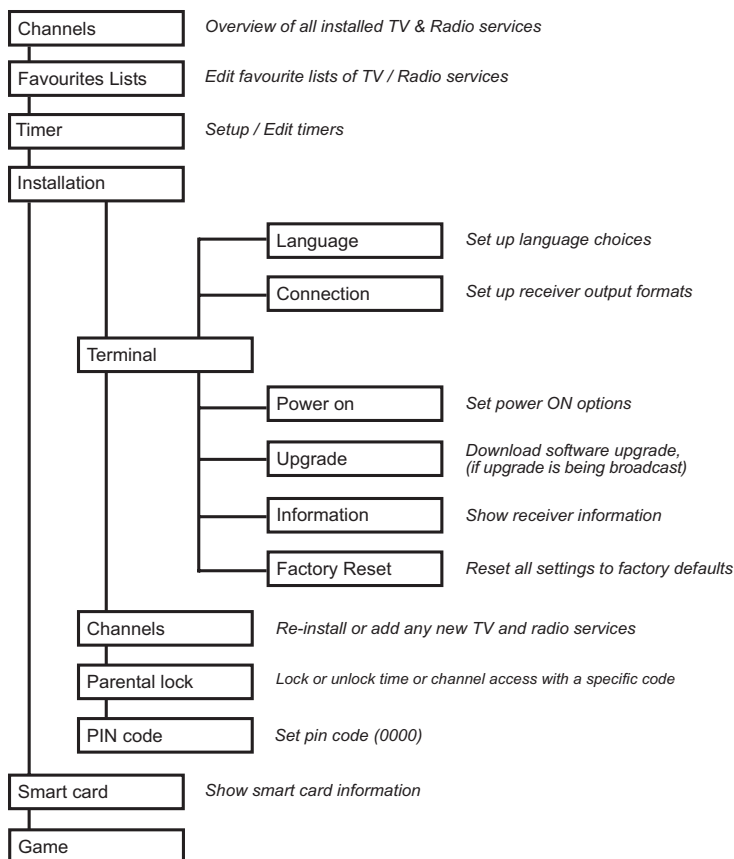 Channels
Overview of all installed TV & Radio services
Favourites Lists
Edit favourite lists of TV / Radio services
Timer
Setup / Edit timers
Installation
Language
Set up language choices
Connection
Set up receiver output formats
Terminal
Power on
Set power ON options
Upgrade
Download software upgrade,
(if upgrade is being broadcast)
Information
Show receiver information
Factory Reset
Reset all settings to factory defaults
Channels
Re-install or add any new TV and radio services
Parental lock
Lock or unlock time or channel access with a specific code
PIN code
Set pin code (0000)
Smart card
Show smart card information
Game